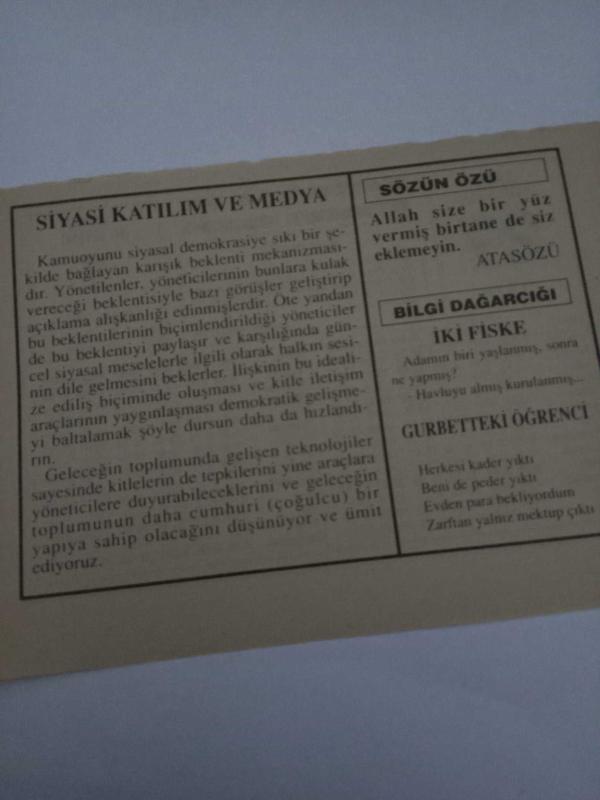 SİYASİ KATILIM VE MEDYA
Kamuoyunu siyasal demokrasiye sıkı bir şe-
kilde bağlayan karışık beklenti mekanizması-
dır. Yönetilenler, yöneticilerinin bunlara kulak
vereceği beklentisiyle bazı görüşler geliştirip
açıklama alışkanlığı edinmişlerdir. Öte yandan
bu beklentilerinin biçimlendirildiği yöneticiler
de bu beklentiyi paylaşır ve karşılığında gün-
cel siyasal meselelerle ilgili olarak halkın sesi-
nin dile gelmesini beklerler. İlişkinin bu ideali-
ze ediliş biçiminde oluşması ve kitle iletişim
araçlarının yaygınlaşması demokratik gelişme-
yi baltalamak şöyle dursun daha da hızlandı-
rın.
Geleceğin toplumunda gelişen teknolojiler
sayesinde kitlelerin de tepkilerini yine araçlara
yöneticilere duyurabileceklerini ve geleceğin
toplumunun daha cumhuri (çoğulcu) bir
yapıya sahip olacağını düşünüyor ve ümit
ediyoruz.
SÖZÜN ÖZÜ
Allah size bir yüz
vermiş birtane de siz
eklemeyin.
ATASÖZÜ
BİLGİ DAĞARCIĞI
İKİ FİSKE
Adamın biri yaşlanmış, sonra
ne yapmış?
- Havluyu almış kurulanmış...
GURBETTEKİ ÖĞRENCİ
Herkesi kader yıktı
Beni de peder yıktı
Evden para bekliyordum
Zarftan yalnız mektup çıktı